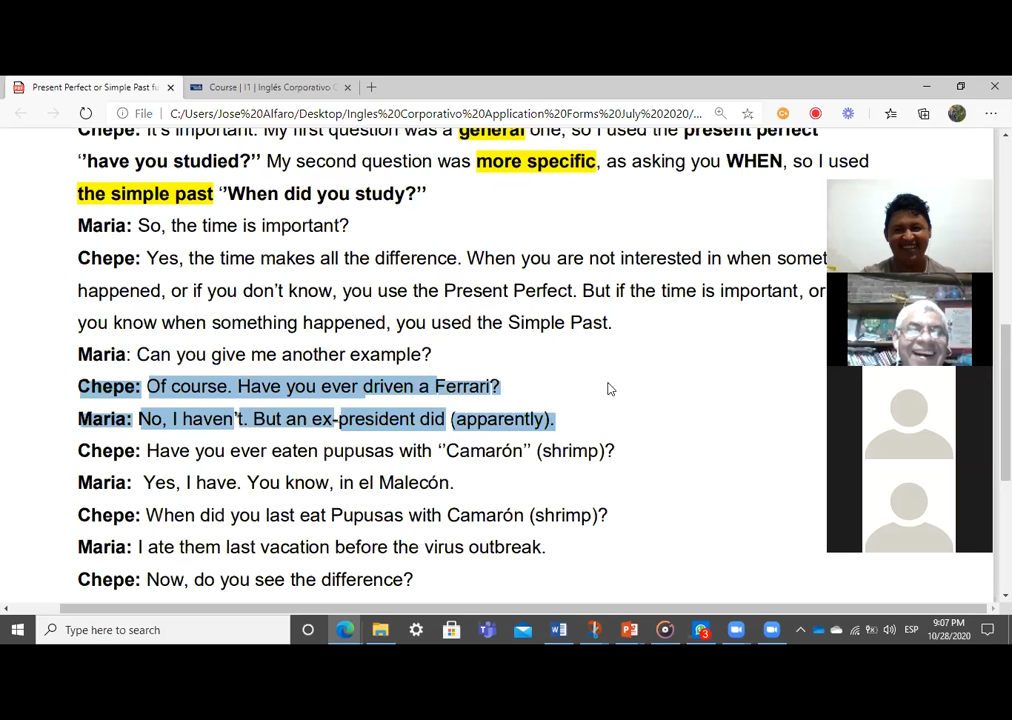 Present Perfect or Simple Past fu
Course | I1 | Inglés Corporativo C
File
C:/Users/Jose%20Alfaro/Desktop/Ingles%20Corporativo%20Application%20Forms%20July%202020/...
Chepe: It's important. My first question was a general one, so I used the present perfect
‘’have you studied?’’ My second question was more specific, as asking you WHEN, so I used
the simple past ‘’When did you study?’’
Maria: So, the time is important?
Chepe: Yes, the time makes all the difference. When you are not interested in when somet
happened, or if you don’t know, you use the Present Perfect. But if the time is important, or
you know when something happened, you used the Simple Past.
Maria: Can you give me another example?
Chepe: Of course. Have you ever driven a Ferrari?
Maria: No, I haven’t. But an ex-president did (apparently).
Chepe: Have you ever eaten pupusas with ‘’Camarón’’ (shrimp)?
Maria: Yes, I have. You know, in el Malecón.
Chepe: When did you last eat Pupusas with Camarón (shrimp)?
Maria: I ate them last vacation before the virus outbreak.
Chepe: Now, do you see the difference?
Type here to search
3
ESP
9:07 PM
10/28/2020